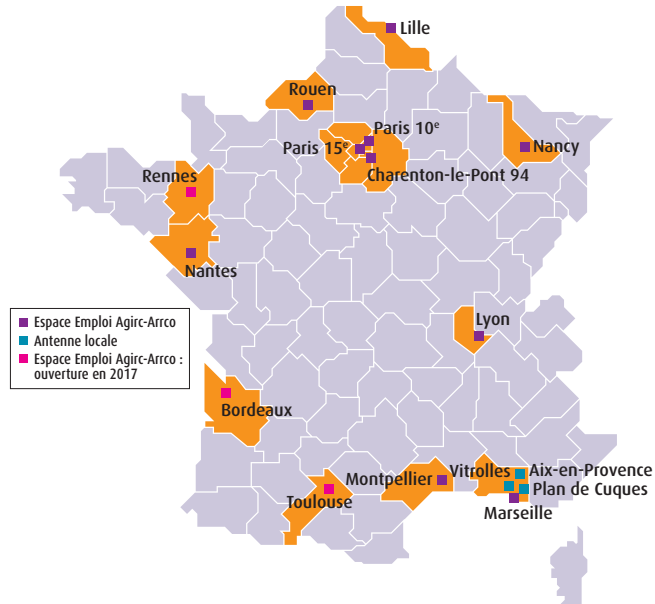 Lille
Rouen
Paris 10e
Paris 15e
Nancy
Charenton-le-Pont 94
Rennes
Nantes
Espace Emploi Agirc-Arrco
Antenne locale
Espace Emploi Agirc-Arrco :
ouverture en 2017
Lyon
Bordeaux
Montpellier
Vitrolles
Aix-en-Provence
Plan de Cuques
Toulouse
Marseille